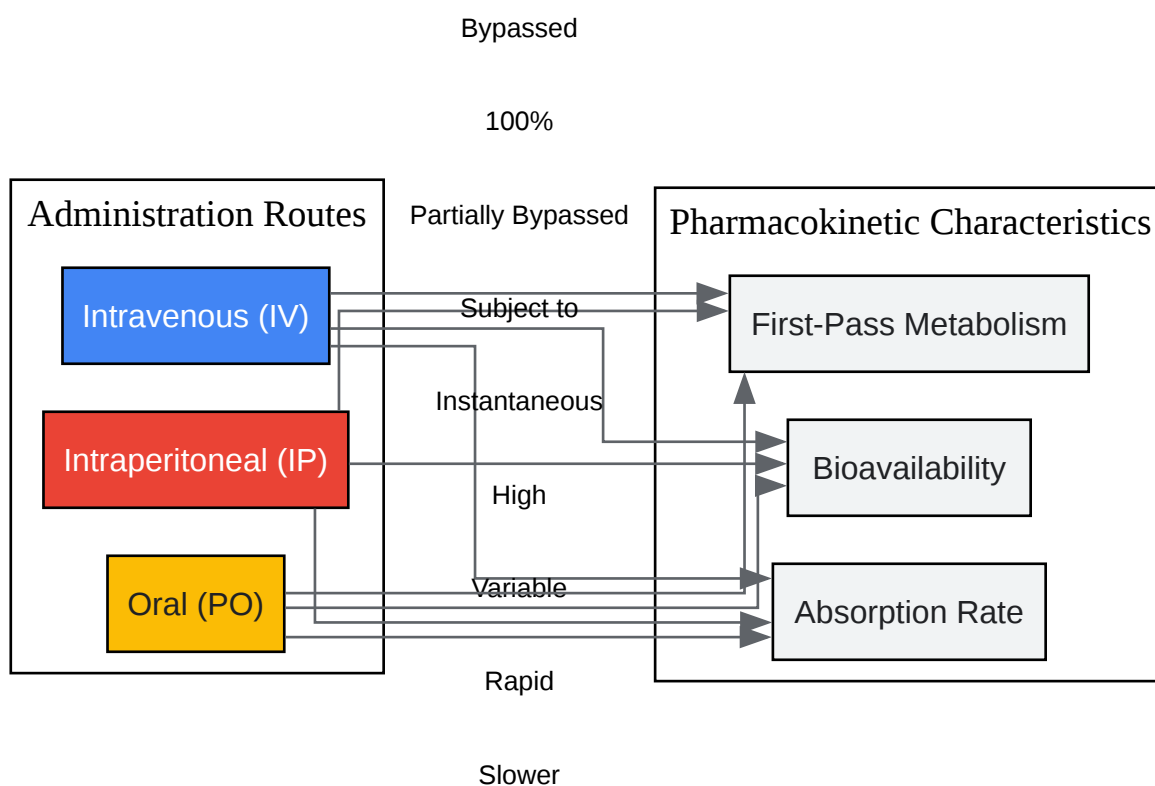 Bypassed
100%
Administration Routes
Partially Bypassed
Pharmacokinetic Characteristics
Intravenous (IV)
Subject to
First-Pass Metabolism
Instantaneous
Intraperitoneal (IP)
Bioavailability
High
Oral (PO)
Variable
Absorption Rate
Rapid
Slower